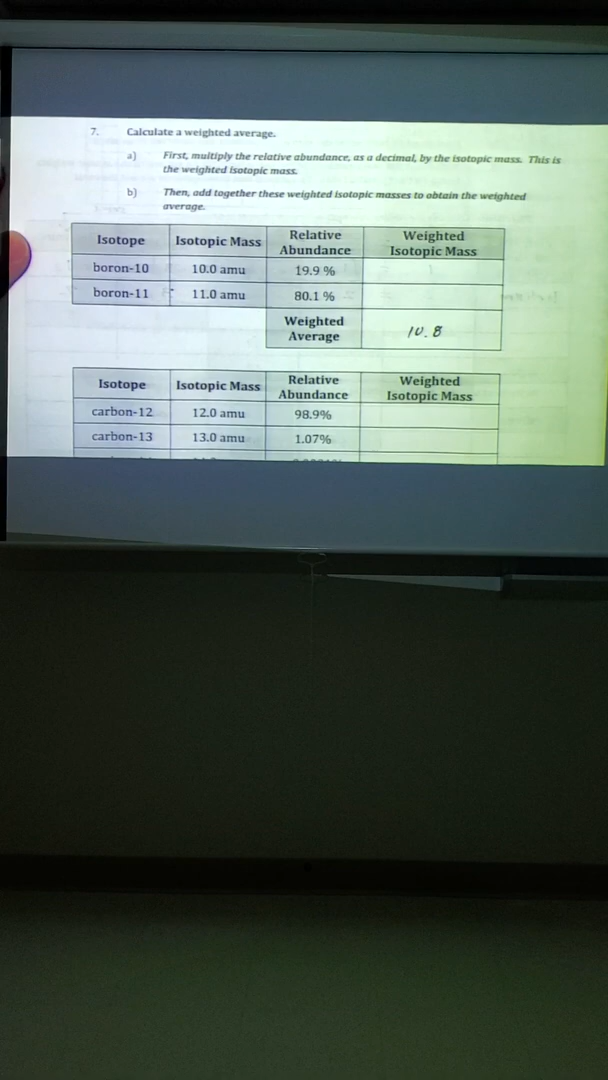 7. Calculate a weighted average.
a) First, multiply the relative abundance, as a decimal, by the isotopic mass. This is
the weighted isotopic mass.
b) Then, add together these weighted isotopic masses to obtain the weighted
average.
Isotope Isotopic Mass Relative Abundance Weighted Isotopic Mass
boron-10 10.0 amu 19.9 %
boron-11 11.0 amu 80.1 %
Weighted Average 10.8
Isotope Isotopic Mass Relative Abundance Weighted Isotopic Mass
carbon-12 12.0 amu 98.9%
carbon-13 13.0 amu 1.07%